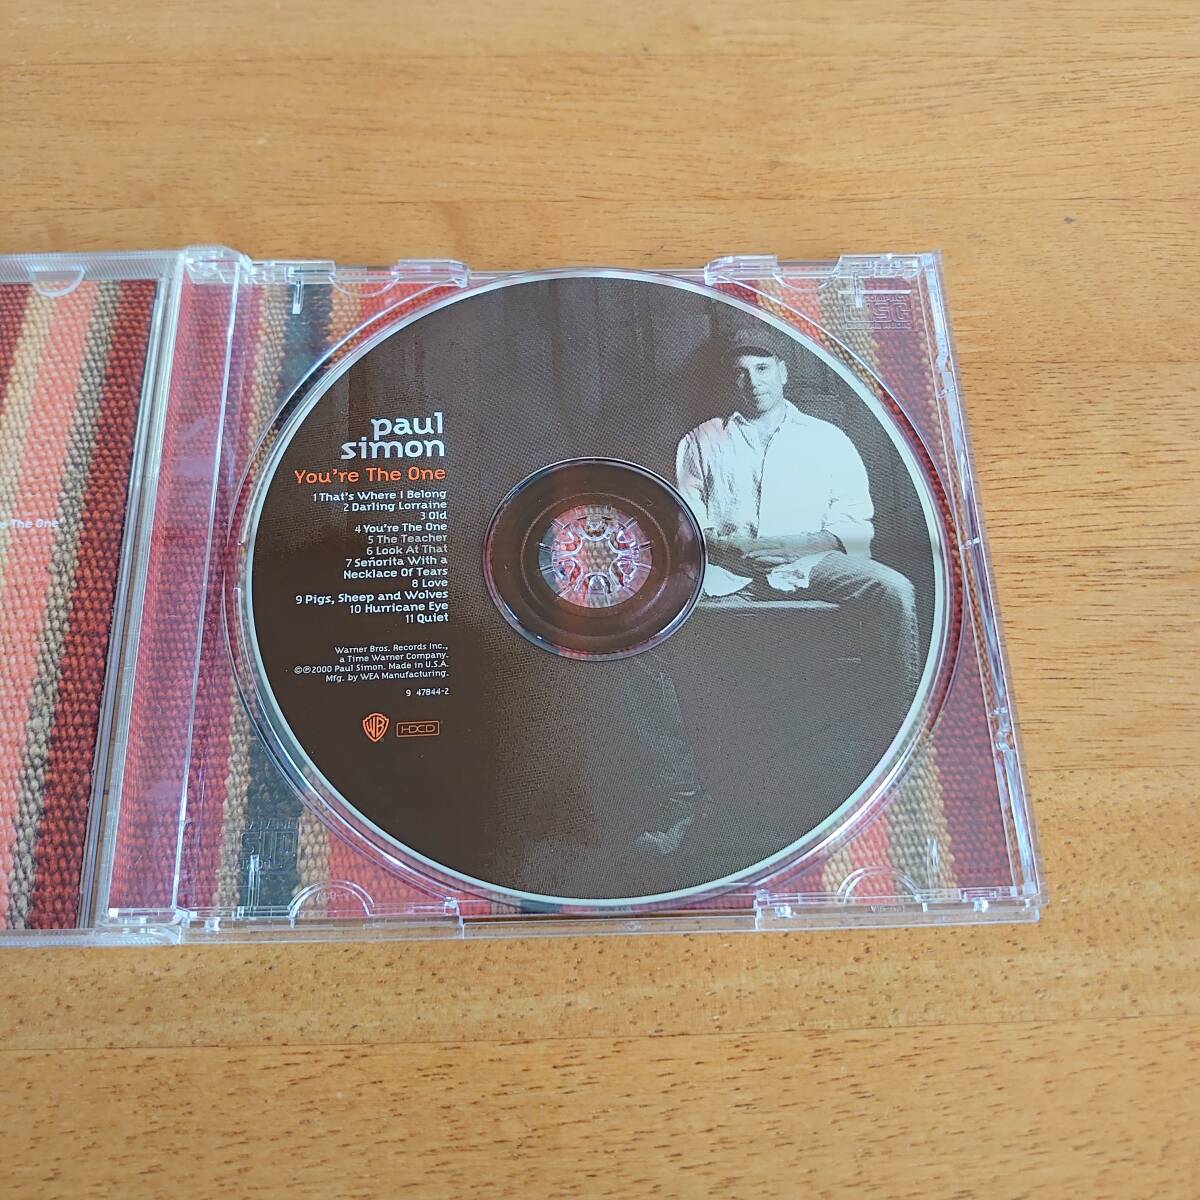 paul
simon
You're The One
1 That's Where I Belong
2 Darling Lorraine
3 Old
4 You're The One
5 The Teacher
6 Look At That
7 Señorita With a
Necklace Of Tears
8 Love
9 Pigs, Sheep and Wolves
10 Hurricane Eye
11 Quiet
Warner Bros. Records Inc.,
a Time Warner Company.
©℗2000 Paul Simon. Made in U.S.A.
Mfg. by WEA Manufacturing.
9 47844-2
WB
HDCD
The One
COMPACT
disc